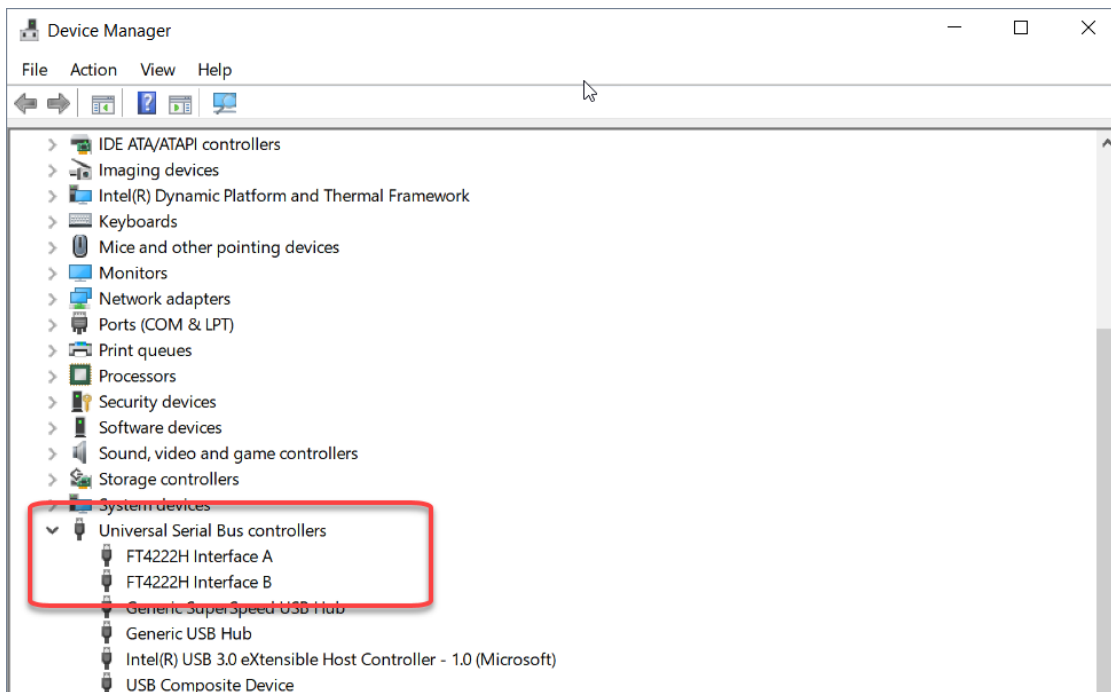 Device Manager
File Action View Help
IDE ATA/ATAPI controllers
Imaging devices
Intel(R) Dynamic Platform and Thermal Framework
Keyboards
Mice and other pointing devices
Monitors
Network adapters
Ports (COM & LPT)
Print queues
Processors
Security devices
Software devices
Sound, video and game controllers
Storage controllers
System devices
Universal Serial Bus controllers
FT4222H Interface A
FT4222H Interface B
Generic SuperSpeed USB Hub
Generic USB Hub
Intel(R) USB 3.0 eXtensible Host Controller - 1.0 (Microsoft)
USB Composite Device